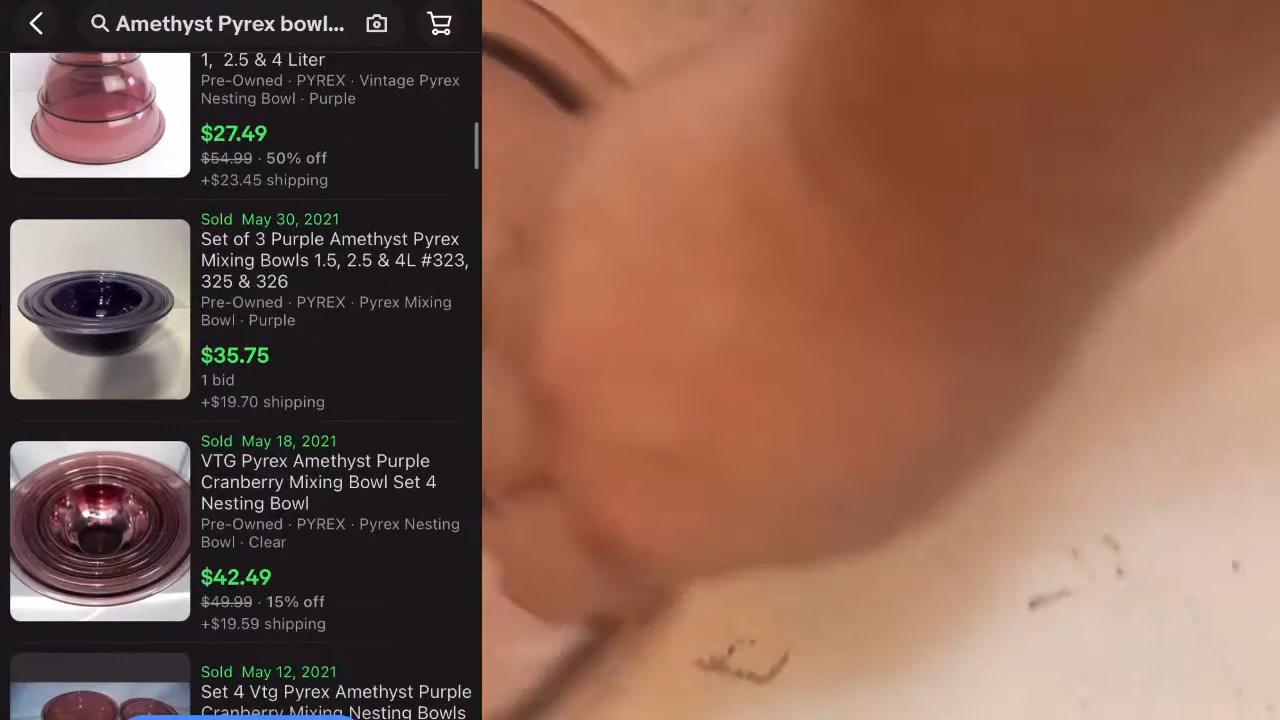 Amethyst Pyrex bowl...
1, 2.5 & 4 Liter
Pre-Owned · PYREX · Vintage Pyrex
Nesting Bowl · Purple
$27.49
$54.99 · 50% off
+$23.45 shipping
Sold May 30, 2021
Set of 3 Purple Amethyst Pyrex
Mixing Bowls 1.5, 2.5 & 4L #323,
325 & 326
Pre-Owned · PYREX · Pyrex Mixing
Bowl · Purple
$35.75
1 bid
+$19.70 shipping
Sold May 18, 2021
VTG Pyrex Amethyst Purple
Cranberry Mixing Bowl Set 4
Nesting Bowl
Pre-Owned · PYREX · Pyrex Nesting
Bowl · Clear
$42.49
$49.99 · 15% off
+$19.59 shipping
Sold May 12, 2021
Set 4 Vtg Pyrex Amethyst Purple
Cranberry Mixing Nesting Bowls